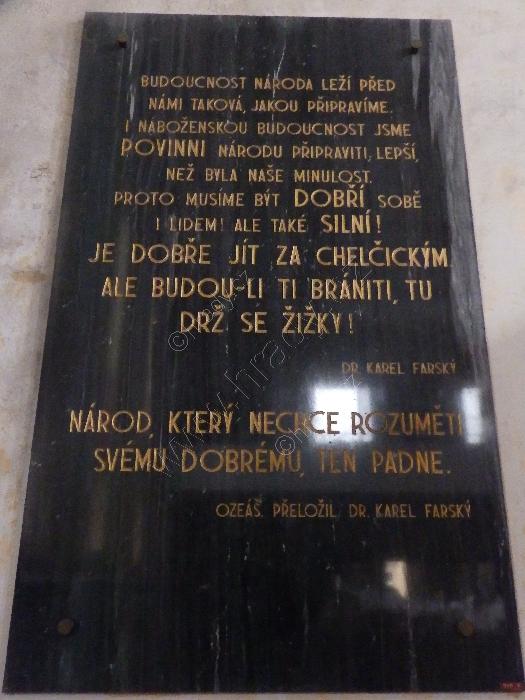 BUDOUCNOST NÁRODA LEŽÍ PŘED
NÁMI TAKOVÁ, JAKOU PŘIPRAVÍME.
I NÁBOŽENSKOU BUDOUCNOST JSME
POVINNI NÁRODU PŘIPRAVITI, LEPŠÍ,
NEŽ BYLA NAŠE MINULOST.
PROTO MUSÍME BÝT DOBŘÍ SOBĚ
I LIDEM! ALE TAKÉ SILNÍ!
JE DOBŘE JÍT ZA CHELČICKÝM.
ALE BUDOU-LI TI BRÁNITI, TU
DRŽ SE ŽIŽKY!
DR. KAREL FARSKÝ
NÁROD, KTERÝ NECHCE ROZUMĚTI
SVÉMU DOBRÉMU, TEN PADNE.
OZEÁŠ. PŘELOŽIL DR. KAREL FARSKÝ